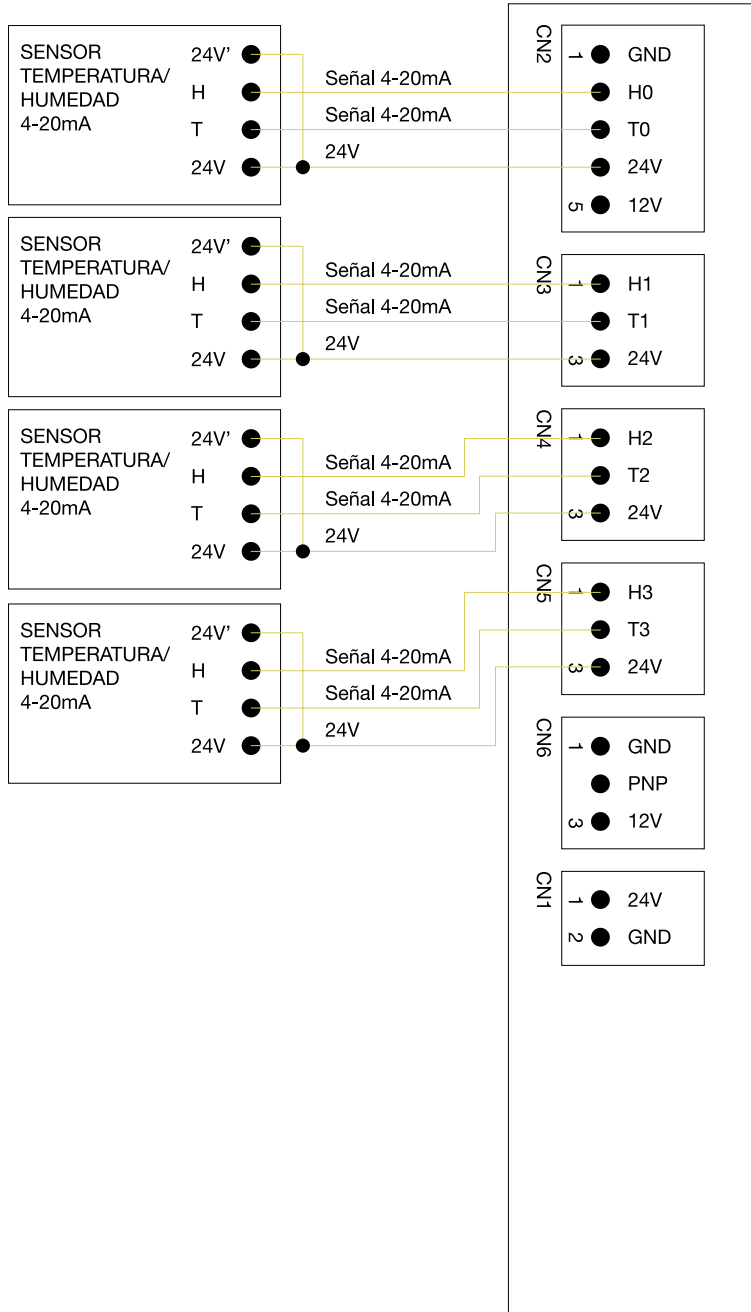 SENSOR
TEMPERATURA/
HUMEDAD
4-20mA
24V'
H
T
24V
Señal 4-20mA
Señal 4-20mA
24V
CN2
1 GND
H0
T0
24V
5 12V
SENSOR
TEMPERATURA/
HUMEDAD
4-20mA
24V'
H
T
24V
Señal 4-20mA
Señal 4-20mA
24V
CN3
1 H1
T1
3 24V
SENSOR
TEMPERATURA/
HUMEDAD
4-20mA
24V'
H
T
24V
Señal 4-20mA
Señal 4-20mA
24V
CN4
1 H2
T2
3 24V
SENSOR
TEMPERATURA/
HUMEDAD
4-20mA
24V'
H
T
24V
Señal 4-20mA
Señal 4-20mA
24V
CN5
1 H3
T3
3 24V
CN6
1 GND
PNP
3 12V
CN1
1 24V
2 GND